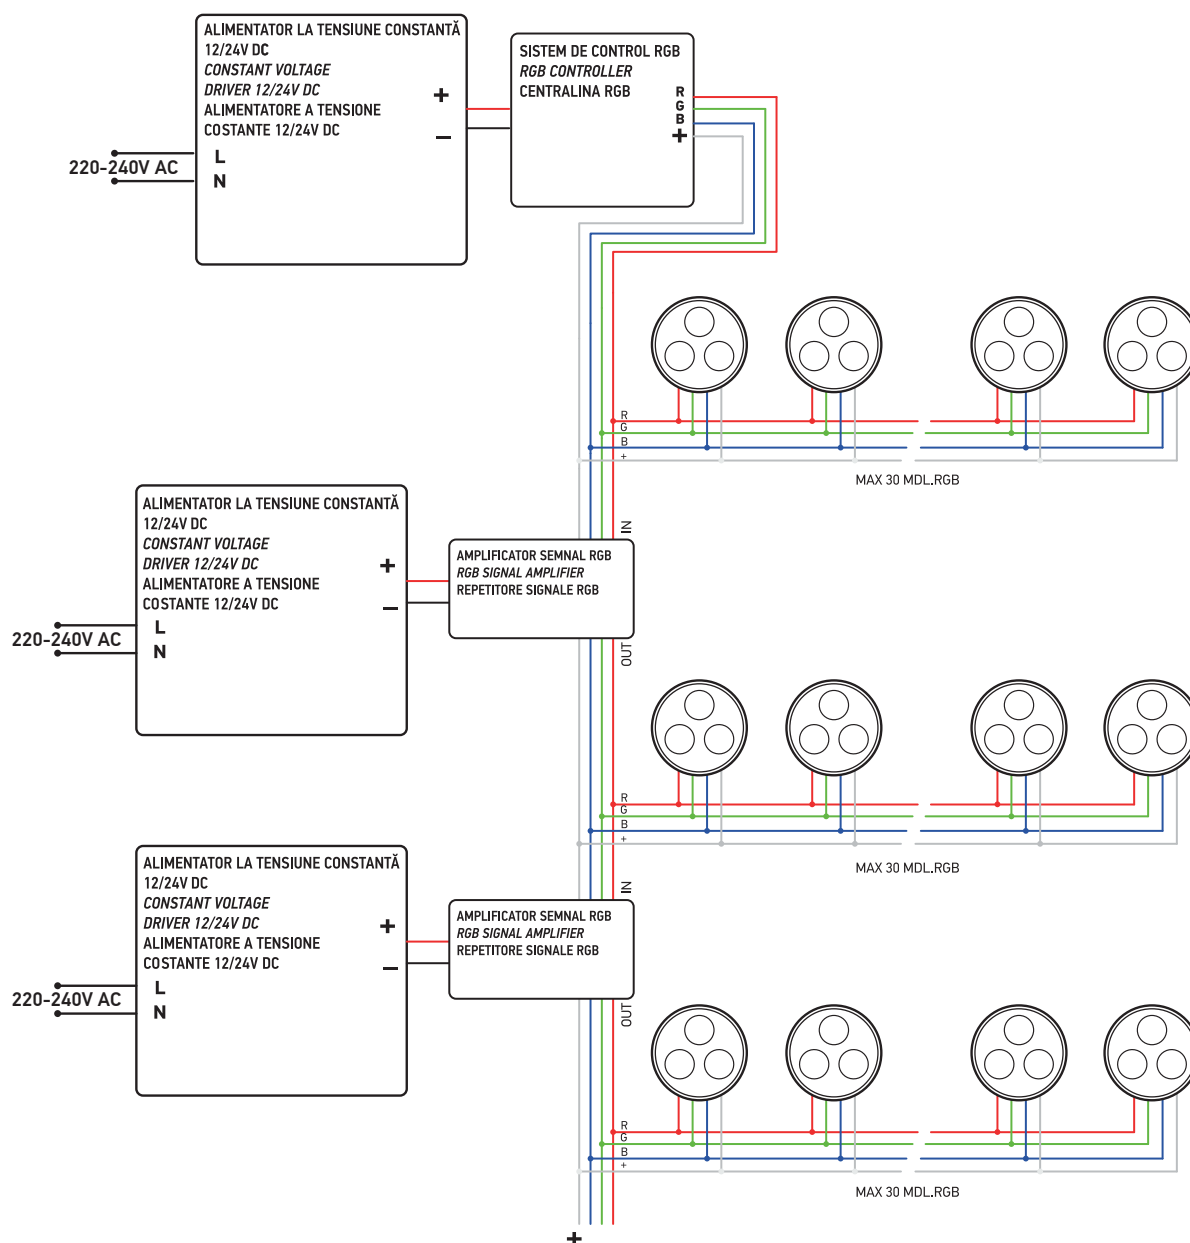 ALIMENTATOR LA TENSIUNE CONSTANTĂ
12/24V DC
CONSTANT VOLTAGE
DRIVER 12/24V DC
ALIMENTATORE A TENSIONE
COSTANTE 12/24V DC
+
−
L
N
220-240V AC
SISTEM DE CONTROL RGB
RGB CONTROLLER
CENTRALINA RGB
R
G
B
+
R
G
B
+
MAX 30 MDL.RGB
ALIMENTATOR LA TENSIUNE CONSTANTĂ
12/24V DC
CONSTANT VOLTAGE
DRIVER 12/24V DC
ALIMENTATORE A TENSIONE
COSTANTE 12/24V DC
+
−
L
N
220-240V AC
IN
AMPLIFICATOR SEMNAL RGB
RGB SIGNAL AMPLIFIER
REPETITORE SIGNALE RGB
OUT
R
G
B
+
MAX 30 MDL.RGB
ALIMENTATOR LA TENSIUNE CONSTANTĂ
12/24V DC
CONSTANT VOLTAGE
DRIVER 12/24V DC
ALIMENTATORE A TENSIONE
COSTANTE 12/24V DC
+
−
L
N
220-240V AC
IN
AMPLIFICATOR SEMNAL RGB
RGB SIGNAL AMPLIFIER
REPETITORE SIGNALE RGB
OUT
R
G
B
+
MAX 30 MDL.RGB
+